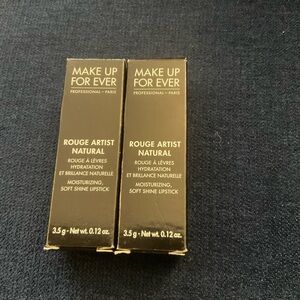 MAKE UP
FOR EVER
PROFESSIONAL - PARIS
ROUGE ARTIST
NATURAL
ROUGE À LÈVRES
HYDRATATION
ET BRILLANCE NATURELLE
MOISTURIZING,
SOFT SHINE LIPSTICK
3.5 g - Net wt. 0.12 oz.
MAKE UP
FOR EVER
PROFESSIONAL - PARIS
ROUGE ARTIST
NATURAL
ROUGE À LÈVRES
HYDRATATION
ET BRILLANCE NATURELLE
MOISTURIZING,
SOFT SHINE LIPSTICK
3.5 g - Net wt. 0.12 oz.